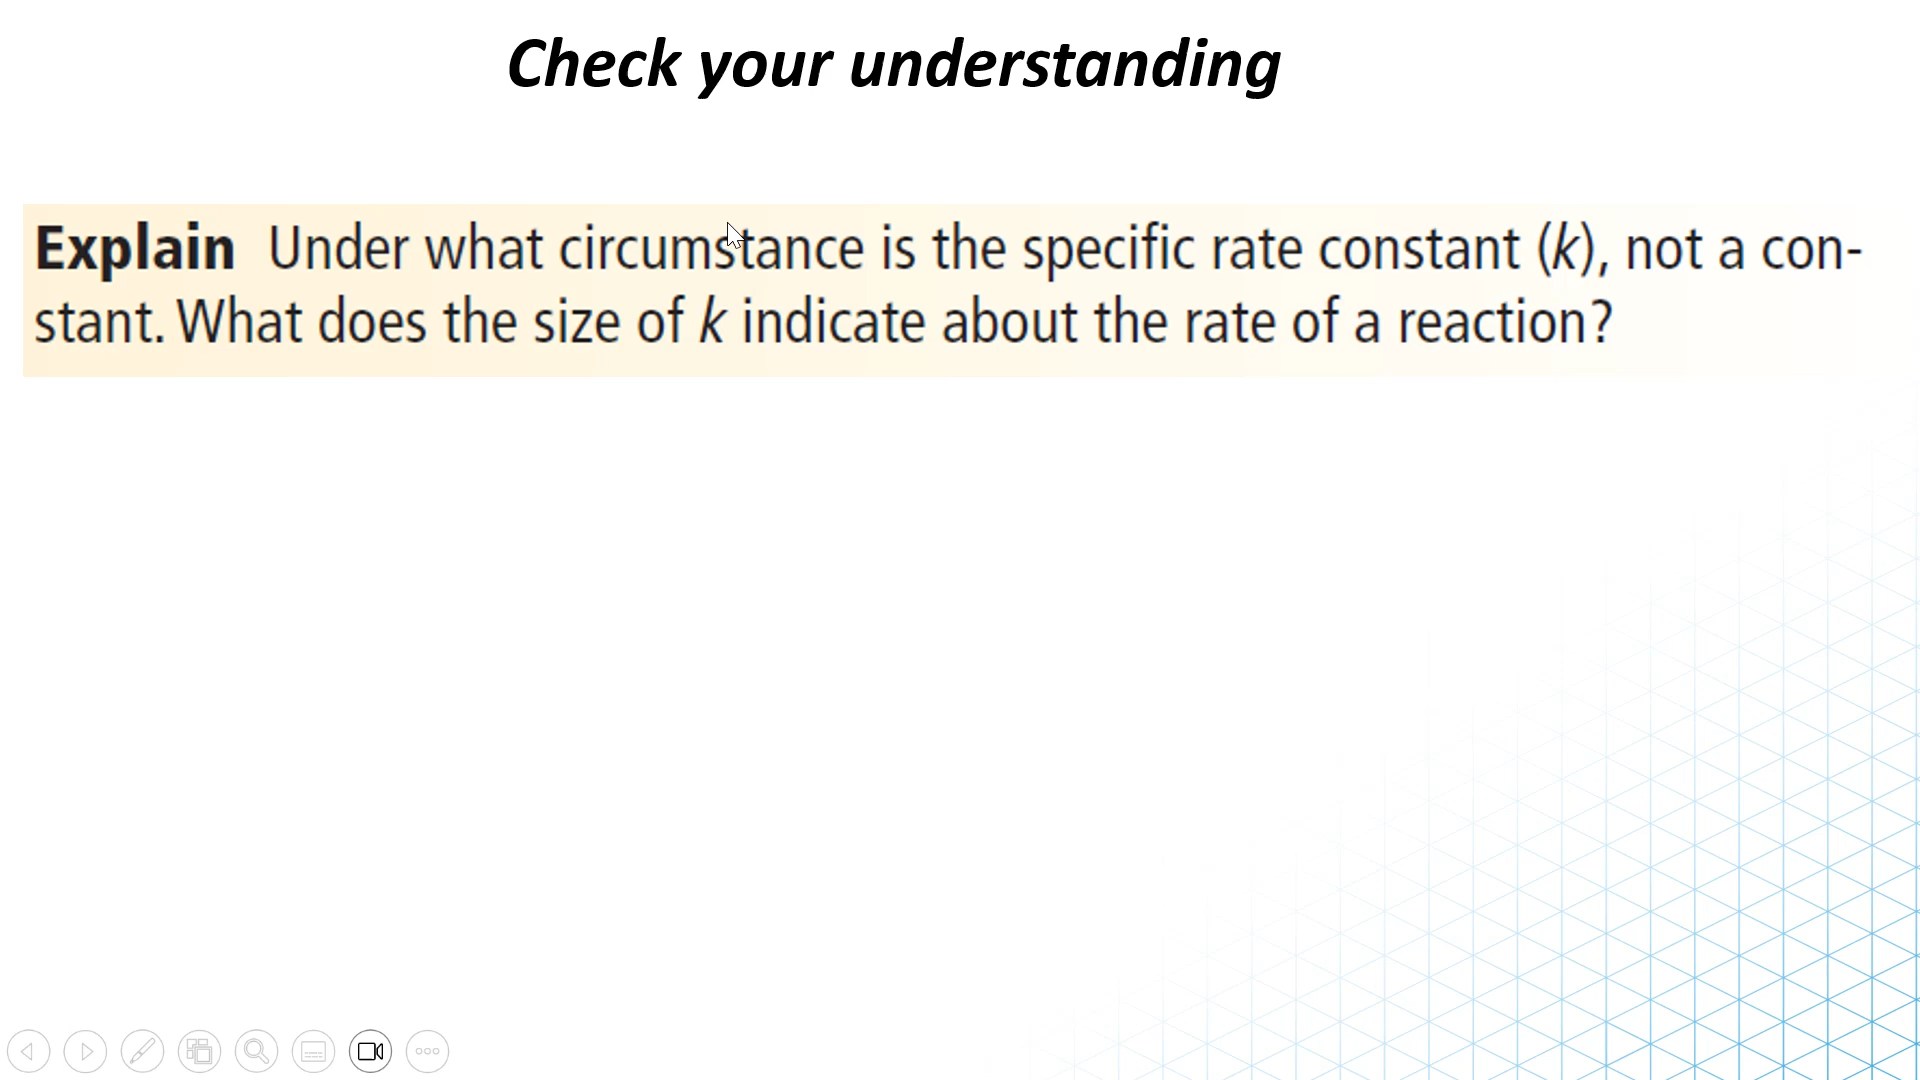 Check your understanding
Explain Under what circumstance is the specific rate constant (k), not a con-
stant. What does the size of k indicate about the rate of a reaction?